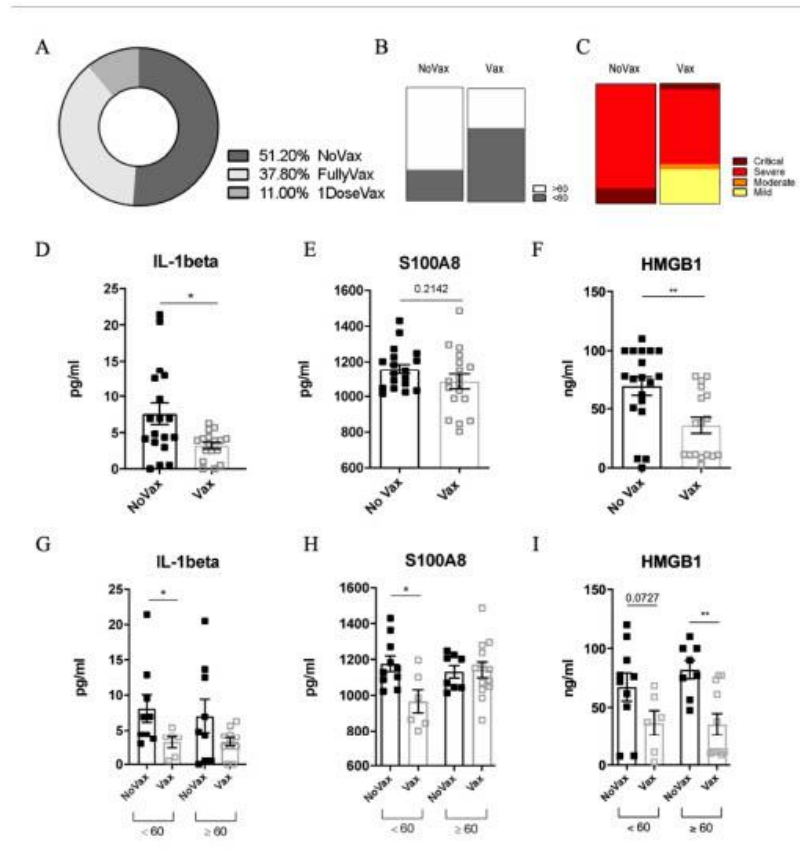 A
51.20% NoVax
37.80% FullyVax
11.00% 1DoseVax
B
NoVax Vax
>60
<60
C
NoVax Vax
Critical
Severe
Moderate
Mild
D
IL-1beta
pg/ml
25
20
15
10
5
0
*
NoVax
Vax
E
S100A8
pg/ml
1600
1400
1200
1000
800
600
0.2142
No Vax
Vax
F
HMGB1
ng/ml
150
100
50
0
**
No Vax
Vax
G
IL-1beta
pg/ml
25
20
15
10
5
0
*
NoVax
Vax
NoVax
Vax
< 60
≥ 60
H
S100A8
pg/ml
1600
1400
1200
1000
800
600
*
NoVax
Vax
NoVax
Vax
< 60
≥ 60
I
HMGB1
ng/ml
150
100
50
0
0.0727
**
NoVax
Vax
NoVax
Vax
< 60
≥ 60